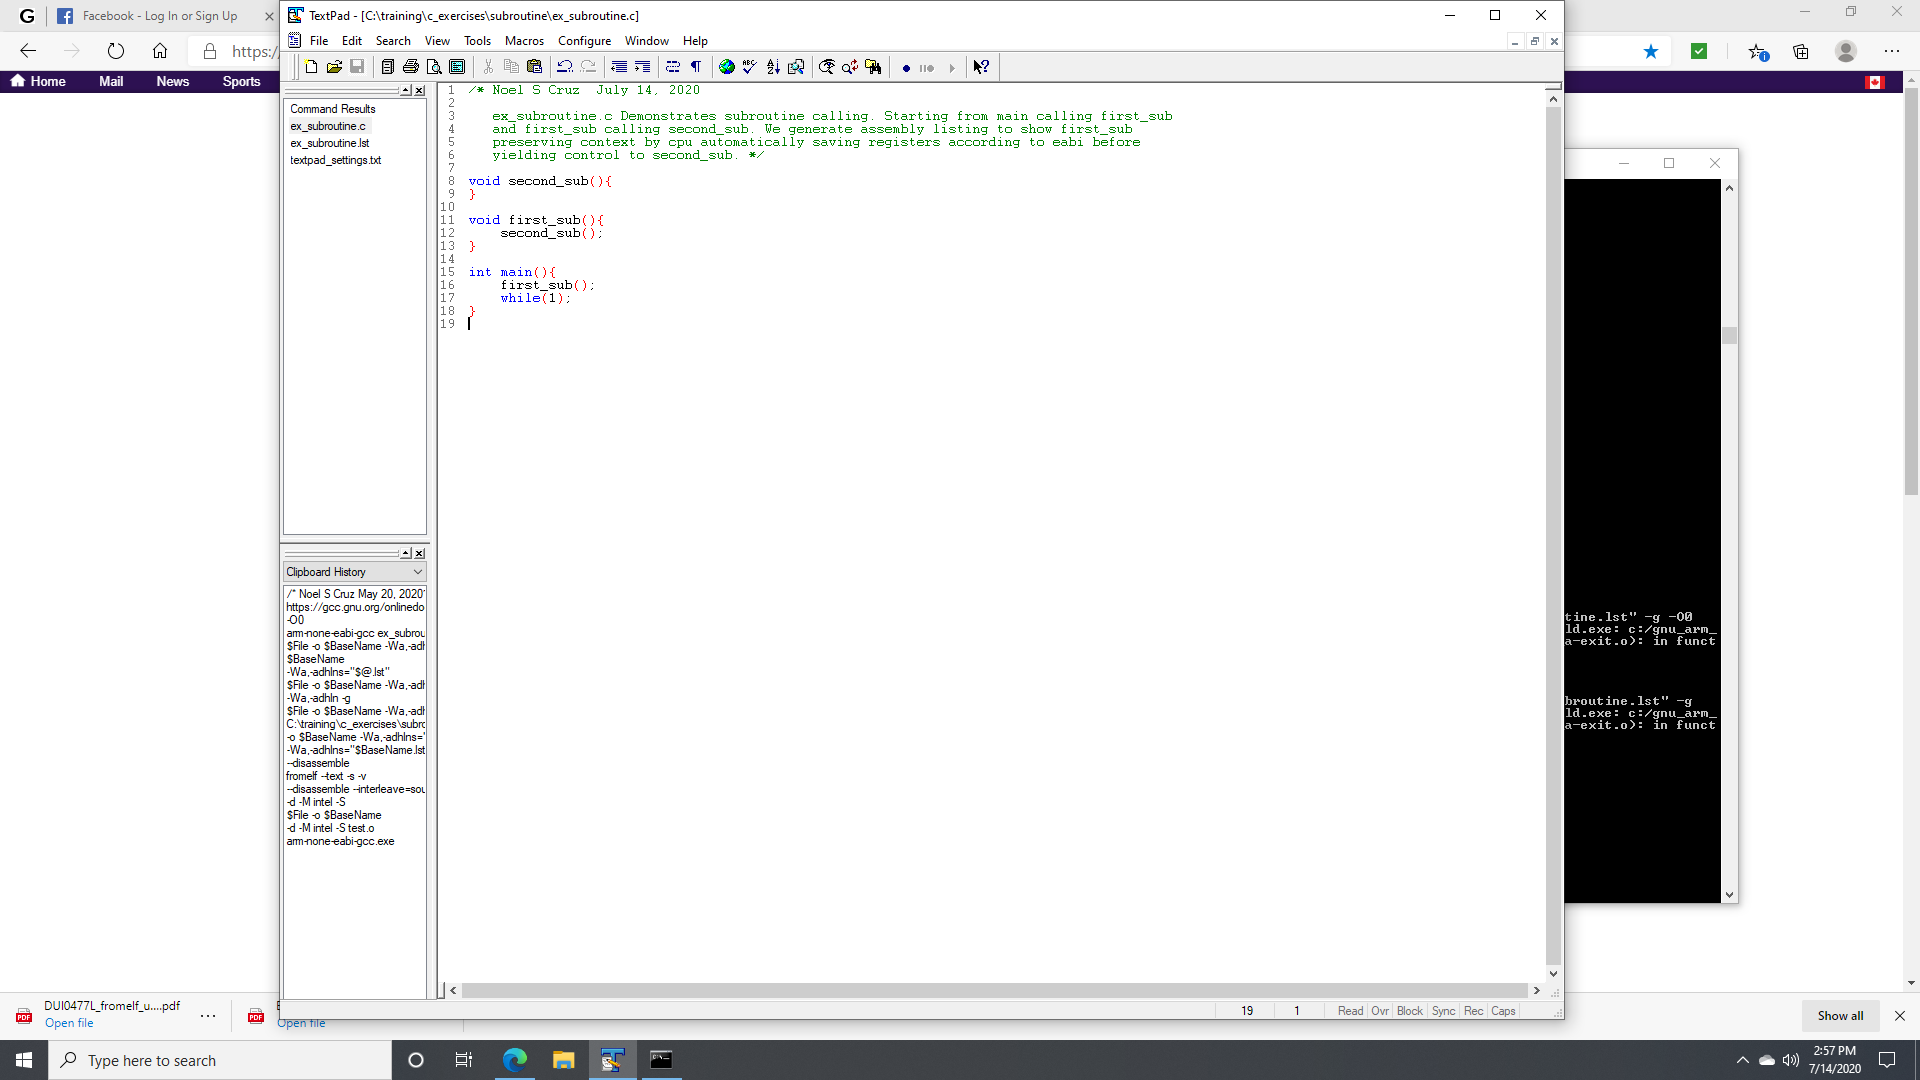 Facebook - Log In or Sign Up
https:/
Home Mail News Sports
TextPad - [C:\training\c_exercises\subroutine\ex_subroutine.c]
File Edit Search View Tools Macros Configure Window Help
Command Results
ex_subroutine.c
ex_subroutine.lst
textpad_settings.txt
1 /* Noel S Cruz  July 14, 2020
2
3 ex_subroutine.c Demonstrates subroutine calling. Starting from main calling first_sub
4 and first_sub calling second_sub. We generate assembly listing to show first_sub
5 preserving context by cpu automatically saving registers according to eabi before
6 yielding control to second_sub. */
7
8 void second_sub(){
9 }
10
11 void first_sub(){
12 second_sub();
13 }
14
15 int main(){
16 first_sub();
17 while(1);
18 }
19
Clipboard History
/* Noel S Cruz May 20, 2020
https://gcc.gnu.org/onlinedo
-O0
arm-none-eabi-gcc ex_subrou
$File -o $BaseName -Wa,-adh
$BaseName
-Wa,-adhlns="$@.lst"
$File -o $BaseName -Wa,-adh
-Wa,-adhln -g
$File -o $BaseName -Wa,-adh
C:\training\c_exercises\subro
-o $BaseName -Wa,-adhlns="
-Wa,-adhlns="$BaseName.lst
--disassemble
fromelf --text -s -v
--disassemble --interleave=sou
-d -M intel -S
$File -o $BaseName
-d -M intel -S test.o
arm-none-eabi-gcc.exe
tine.lst" -g -O0
ld.exe: c:/gnu_arm_
a-exit.o): in funct
broutine.lst" -g
ld.exe: c:/gnu_arm_
a-exit.o): in funct
19 1 Read Ovr Block Sync Rec Caps
DUI0477L_fromelf_u....pdf
Open file
Open file
Show all
Type here to search
2:57 PM
7/14/2020